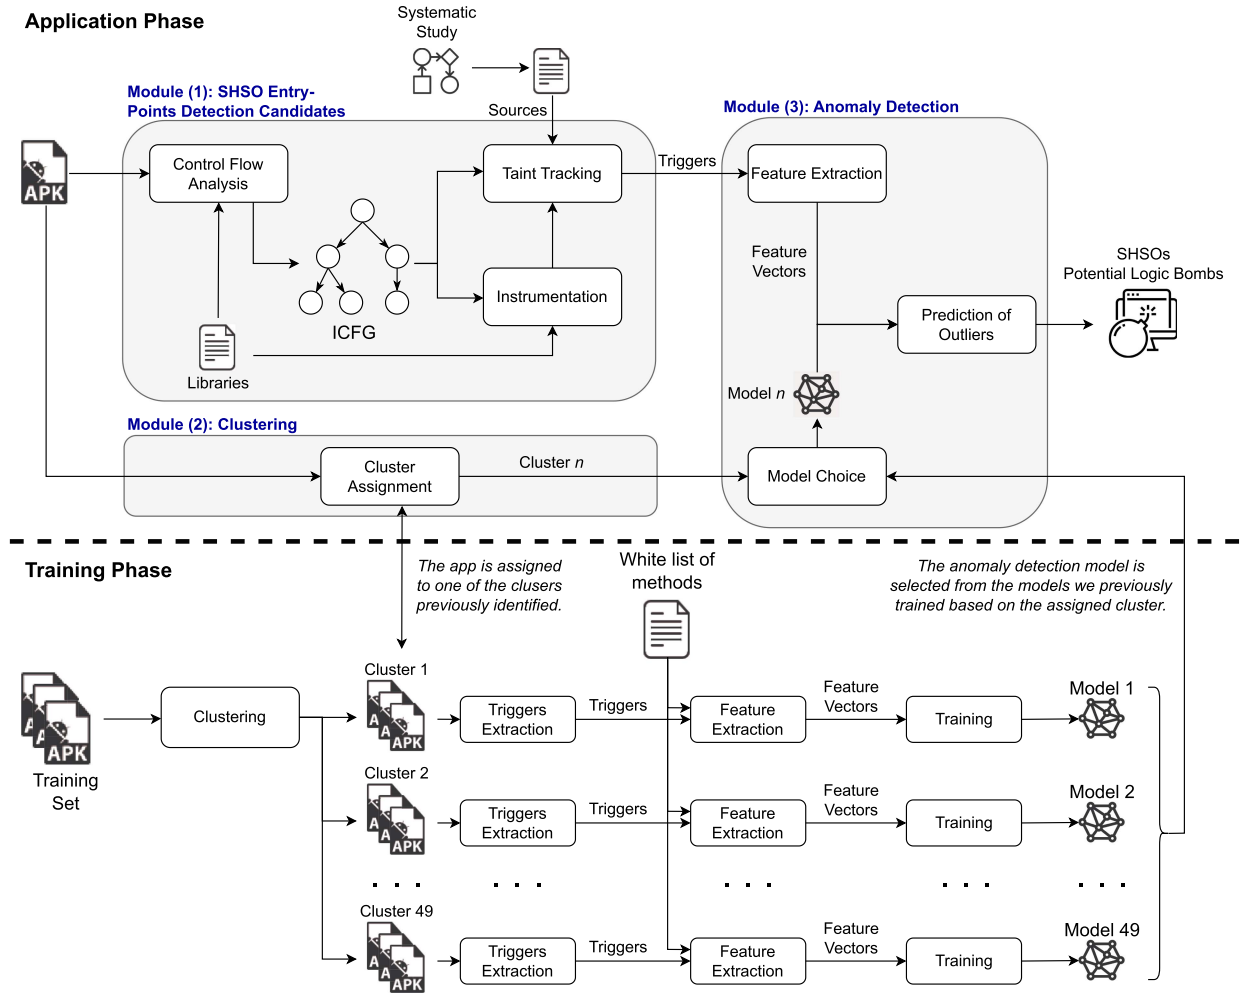 Application Phase
Systematic
Study
Module (1): SHSO Entry-
Points Detection Candidates
Sources
Module (3): Anomaly Detection
APK
Control Flow
Analysis
Taint Tracking
Triggers
Feature Extraction
Feature
Vectors
SHSOs
Potential Logic Bombs
Instrumentation
ICFG
Prediction of
Outliers
Libraries
Model n
Module (2): Clustering
Cluster
Assignment
Cluster n
Model Choice
Training Phase
The app is assigned
to one of the clusers
previously identified.
White list of
methods
The anomaly detection model is
selected from the models we previously
trained based on the assigned cluster.
A
A
APK
Training
Set
Clustering
Cluster 1
A
A
APK
Triggers
Extraction
Triggers
Feature
Extraction
Feature
Vectors
Training
Model 1
Cluster 2
A
A
APK
Triggers
Extraction
Triggers
Feature
Extraction
Feature
Vectors
Training
Model 2
. . .
. . .
. . .
. . .
. . .
Cluster 49
A
A
APK
Triggers
Extraction
Triggers
Feature
Extraction
Feature
Vectors
Training
Model 49